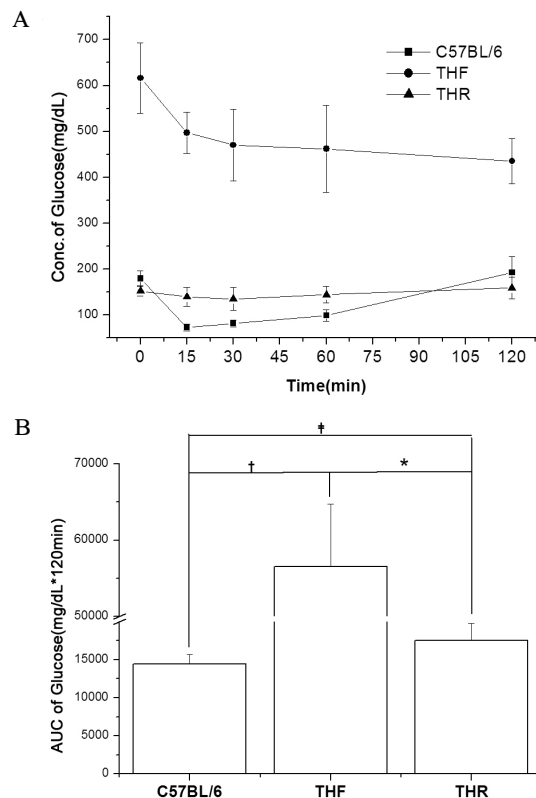 A
C57BL/6
THF
THR
700
600
500
400
300
200
100
Conc.of Glucose(mg/dL)
0 15 30 60 75 90 105 120
Time(min)
B
ǂ
† *
70000
60000
50000
15000
10000
5000
0
AUC of Glucose(mg/dL*120min)
C57BL/6 THF THR